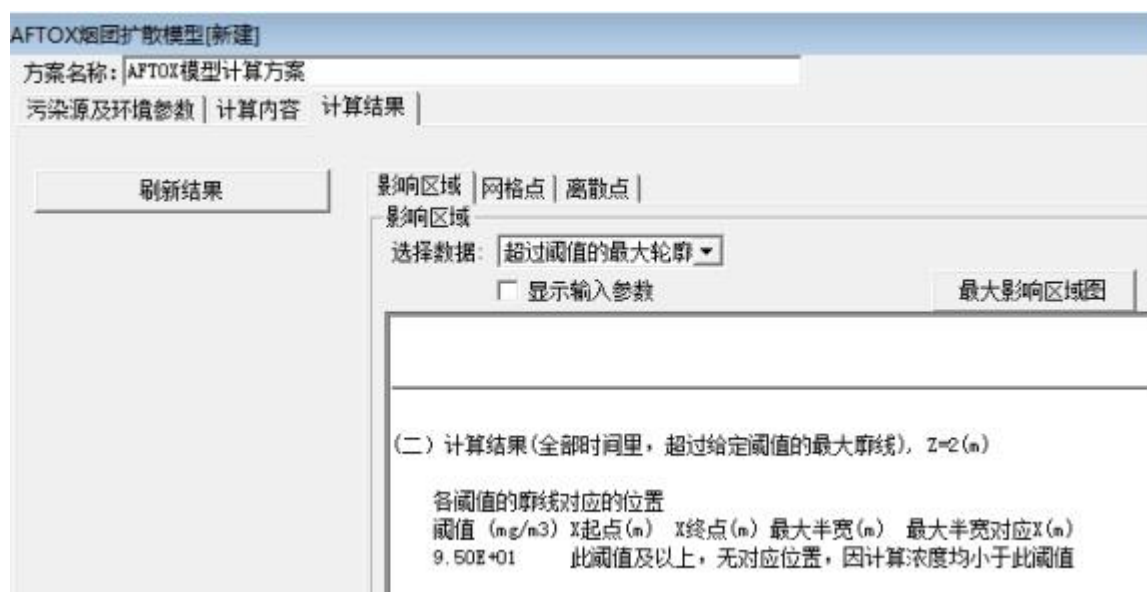 AFTOX烟团扩散模型[新建]
方案名称: AFTOX模型计算方案
污染源及环境参数 计算内容 计算结果
刷新结果
影响区域 网格点 离散点
影响区域
选择数据: 超过阈值的最大轮廓
显示输入参数
最大影响区域图
(二) 计算结果(全部时间里, 超过给定阈值的最大廓线), Z=2(m)
各阈值的廓线对应的位置
阈值 (mg/m3) X起点(m) X终点(m) 最大半宽(m) 最大半宽对应X(m)
9.50E+01 此阈值及以上, 无对应位置, 因计算浓度均小于此阈值